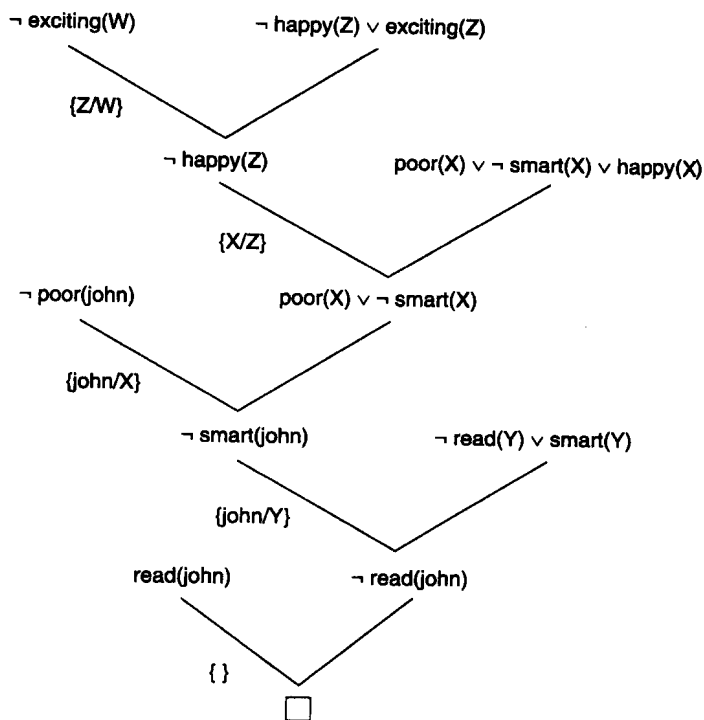 ¬ exciting(W) ¬ happy(Z) ∨ exciting(Z)
{Z/W}
¬ happy(Z) poor(X) ∨ ¬ smart(X) ∨ happy(X)
{X/Z}
¬ poor(john) poor(X) ∨ ¬ smart(X)
{john/X}
¬ smart(john) ¬ read(Y) ∨ smart(Y)
{john/Y}
read(john) ¬ read(john)
{ }